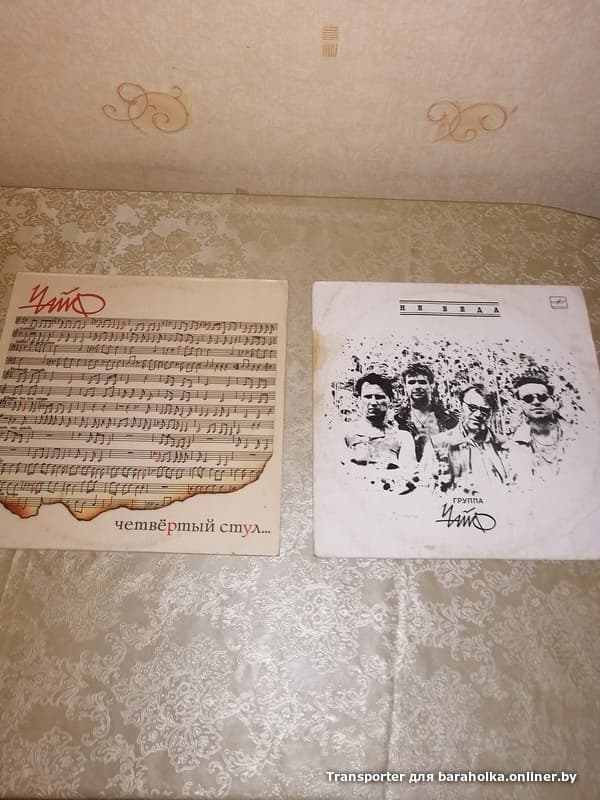 ЧАЙФ
четвёртый стул...
НЕ БЕДА
ГРУППА
ЧАЙФ
Transporter для baraholka.onliner.by